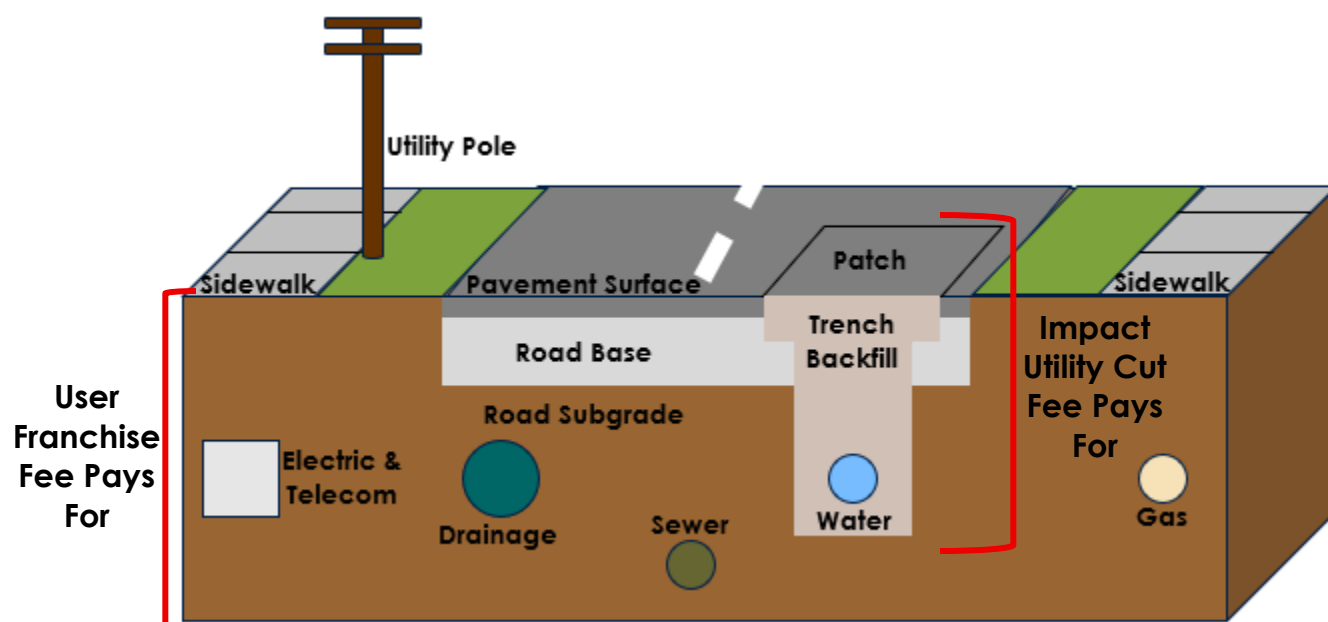 Utility Pole
Patch
Sidewalk
Pavement Surface
Sidewalk
Trench
Backfill
Impact
Utility Cut
Fee Pays
For
Road Base
User
Franchise
Fee Pays
For
Road Subgrade
Electric &
Telecom
Drainage
Sewer
Water
Gas